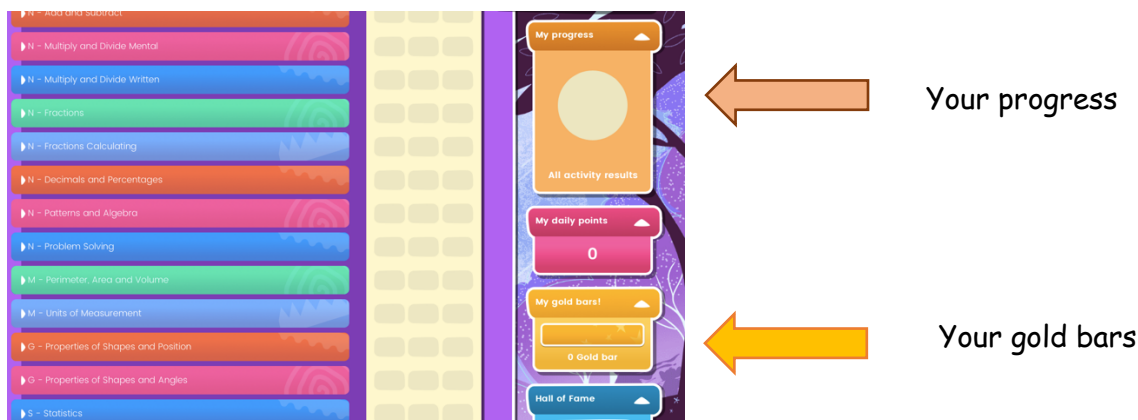 N - Add and Subtract
N - Multiply and Divide Mental
N - Multiply and Divide Written
N - Fractions
N - Fractions Calculating
N - Decimals and Percentages
N - Patterns and Algebra
N - Problem Solving
M - Perimeter, Area and Volume
M - Units of Measurement
G - Properties of Shapes and Position
G - Properties of Shapes and Angles
S - Statistics
My progress
All activity results
My daily points
0
My gold bars!
0 Gold bar
Hall of Fame
Your progress
Your gold bars